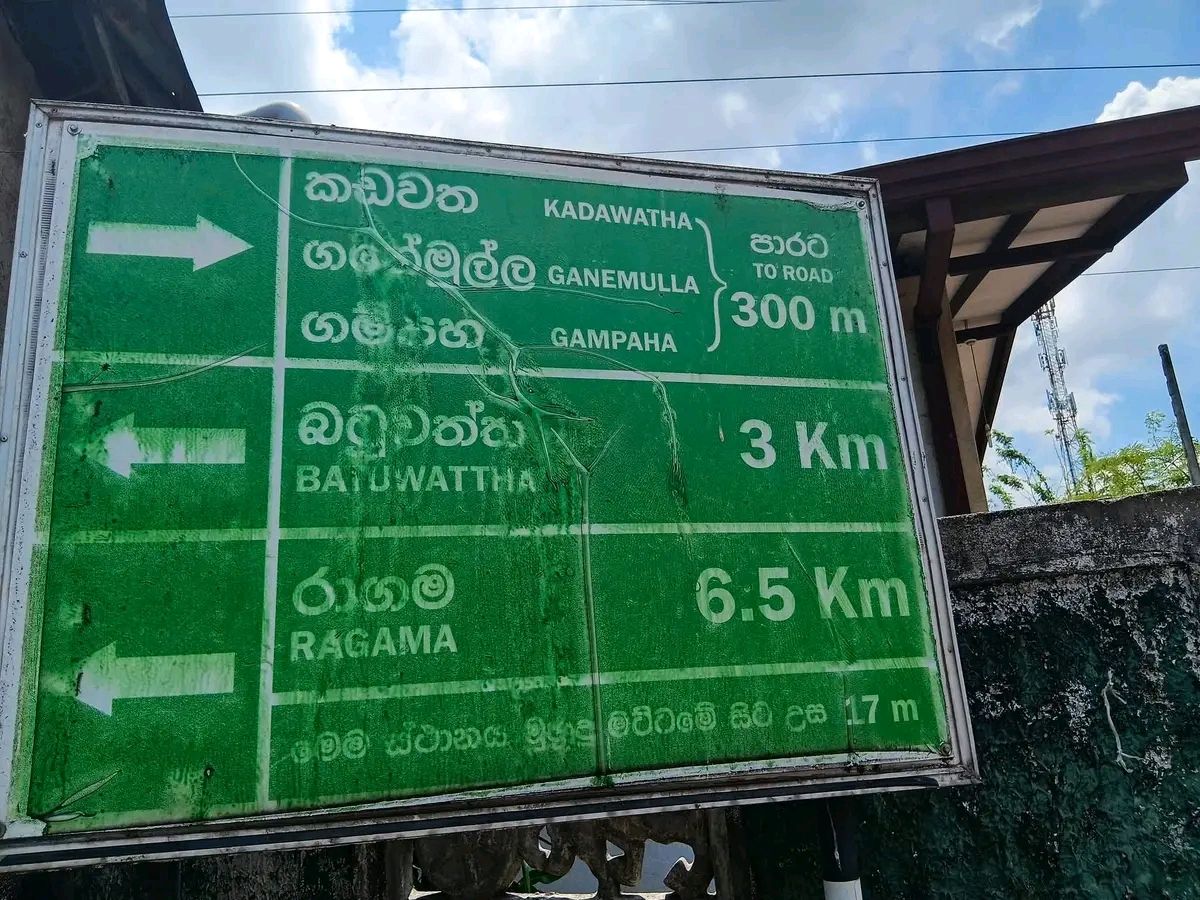 කඩවත KADAWATHA
ගණේමුල්ල GANEMULLA
ගම්පහ GAMPAHA
පාරට
TO ROAD
300 m
බටුවත්ත
BATUWATTHA
3 Km
රාගම
RAGAMA
6.5 Km
මෙම ස්ථානය මුහුදු මට්ටමේ සිට උස 17 m